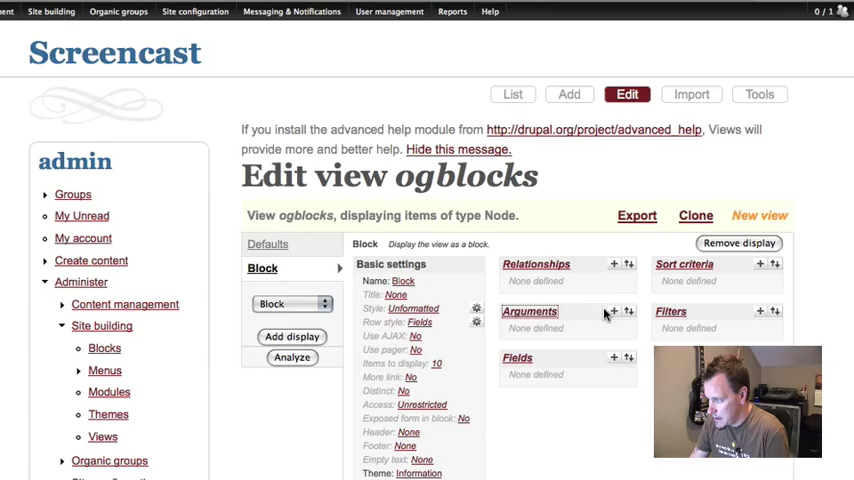 ent Site building Organic groups Site configuration Messaging & Notifications User management Reports Help 0 / 1
Screencast
List Add Edit Import Tools
If you install the advanced help module from http://drupal.org/project/advanced_help, Views will
provide more and better help. Hide this message.
Edit view ogblocks
View ogblocks, displaying items of type Node. Export Clone New view
admin
Groups
My Unread
My account
Create content
Administer
Content management
Site building
Blocks
Menus
Modules
Themes
Views
Organic groups
Defaults
Block
Block
Add display
Analyze
Block Display the view as a block. Remove display
Basic settings
Name: Block
Title: None
Style: Unformatted
Row style: Fields
Use AJAX: No
Use pager: No
Items to display: 10
More link: No
Distinct: No
Access: Unrestricted
Exposed form in block: No
Header: None
Footer: None
Empty text: None
Theme: Information
Relationships
None defined
Arguments
None defined
Fields
None defined
Sort criteria
None defined
Filters
None defined